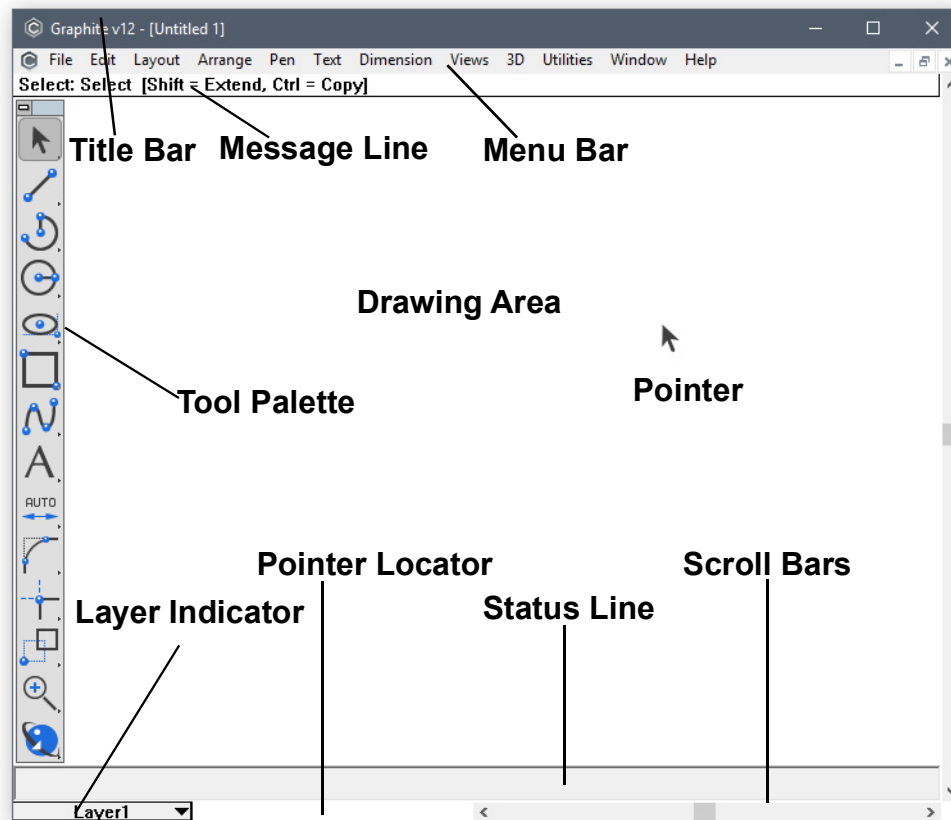 Graphite v12 - [Untitled 1]
File Edit Layout Arrange Pen Text Dimension Views 3D Utilities Window Help
Select: Select [Shift = Extend, Ctrl = Copy]
Title Bar Message Line Menu Bar
Drawing Area
Pointer
Tool Palette
A
AUTO
Pointer Locator Scroll Bars
Layer Indicator Status Line
Layer1